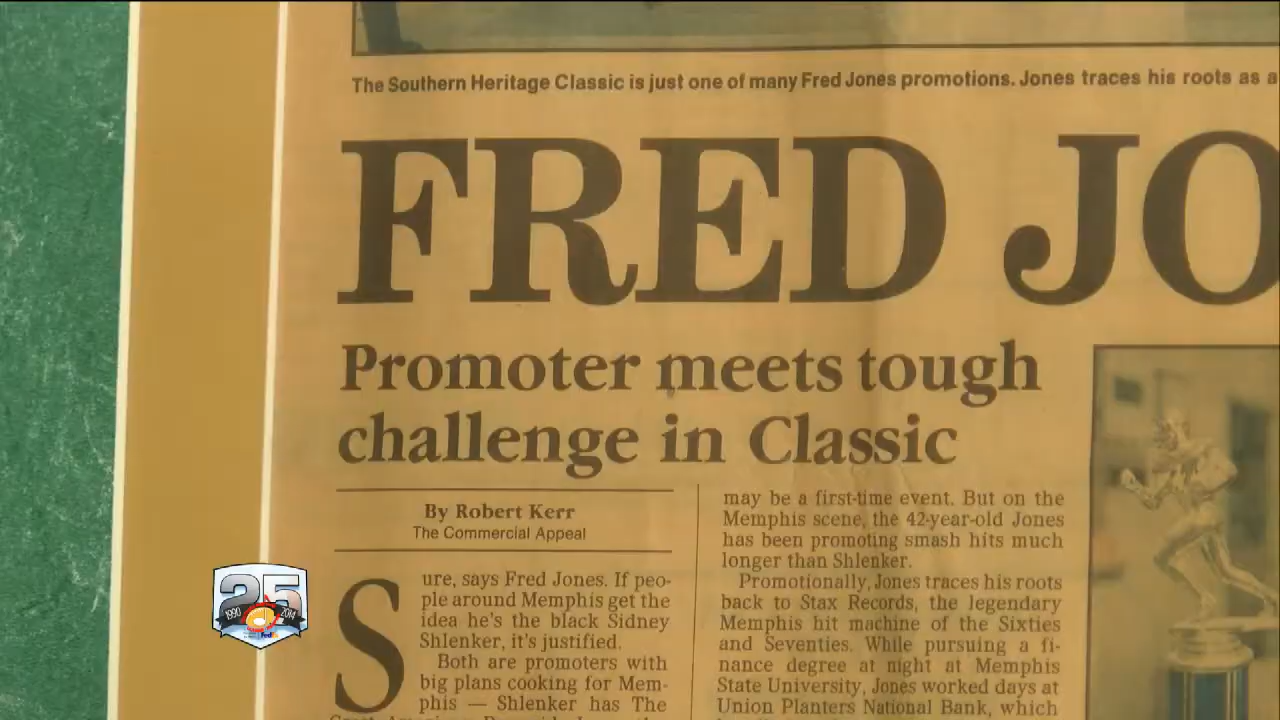 The Southern Heritage Classic is just one of many Fred Jones promotions. Jones traces his roots as a
FRED JO
Promoter meets tough
challenge in Classic
By Robert Kerr
The Commercial Appeal
Sure, says Fred Jones. If peo-
ple around Memphis get the
idea he's the black Sidney
Shlenker, it's justified.
Both are promoters with
big plans cooking for Mem-
phis — Shlenker has The
may be a first-time event. But on the
Memphis scene, the 42-year-old Jones
has been promoting smash hits much
longer than Shlenker.
Promotionally, Jones traces his roots
back to Stax Records, the legendary
Memphis hit machine of the Sixties
and Seventies. While pursuing a fi-
nance degree at night at Memphis
State University, Jones worked days at
Union Planters National Bank, which
25
1990
2014
FedEx